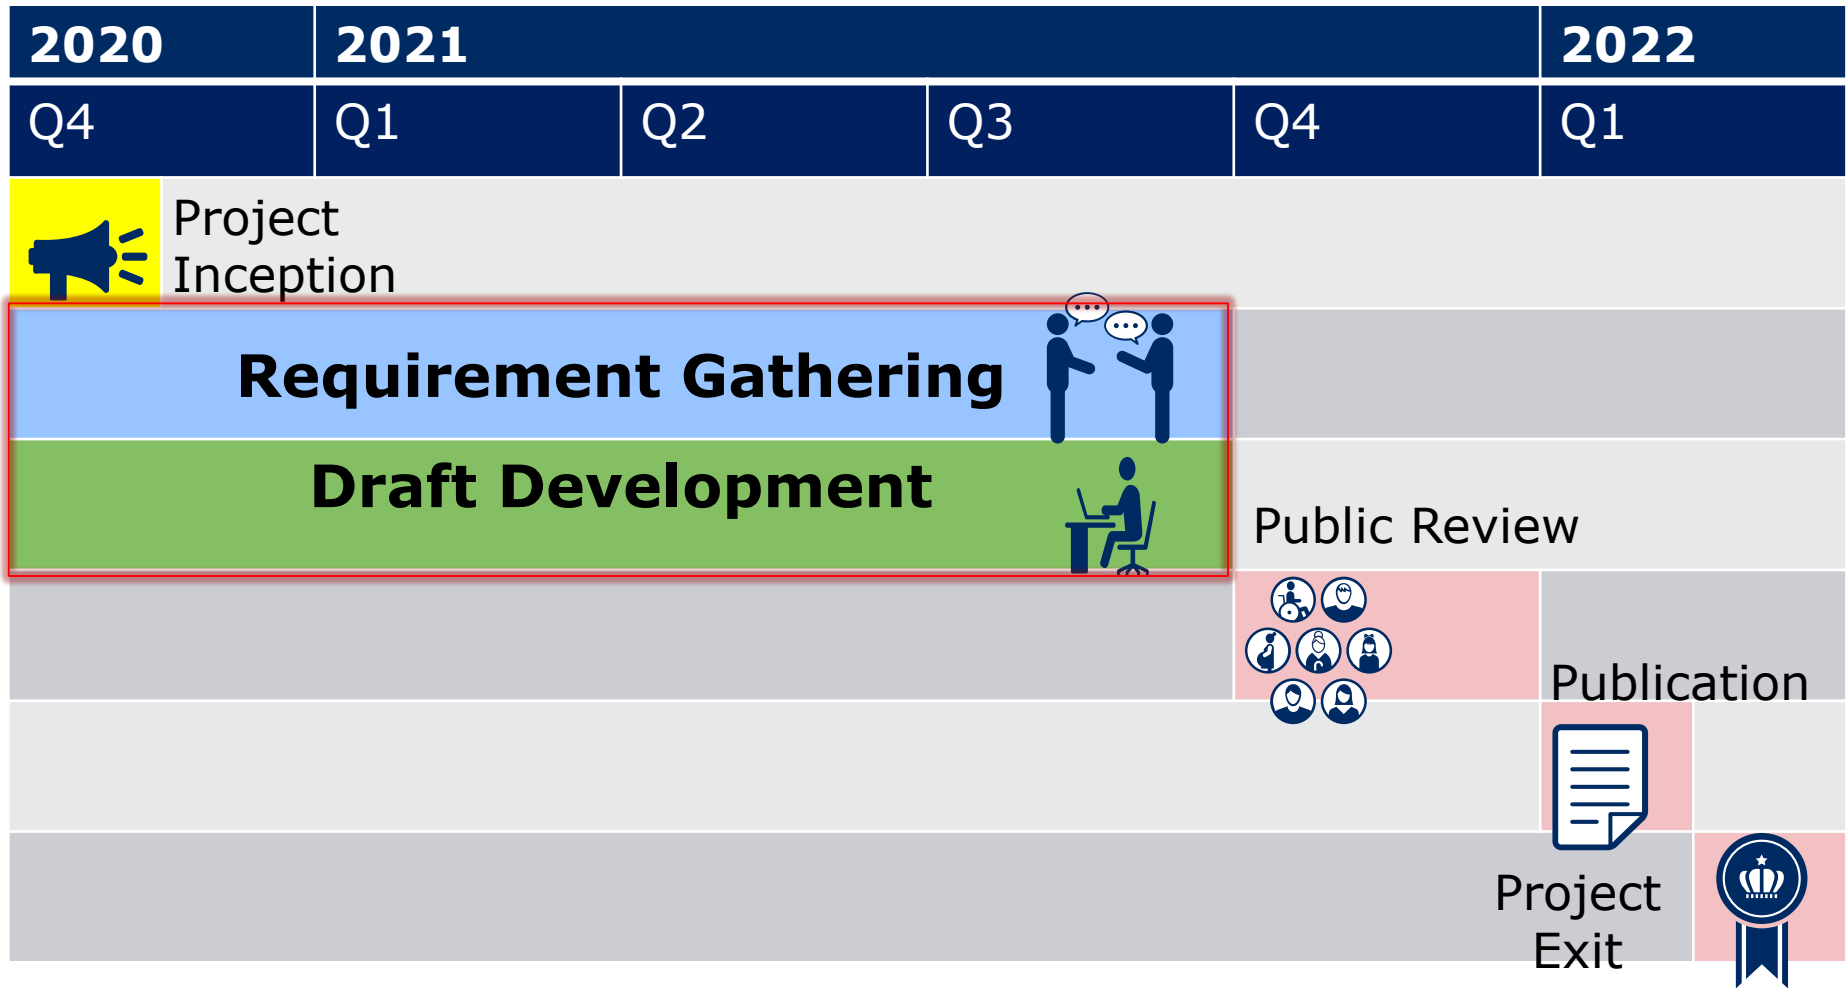 2020 2021 2022
Q4 Q1 Q2 Q3 Q4 Q1
Project
Inception
Requirement Gathering
Draft Development
Public Review
Publication
Project
Exit